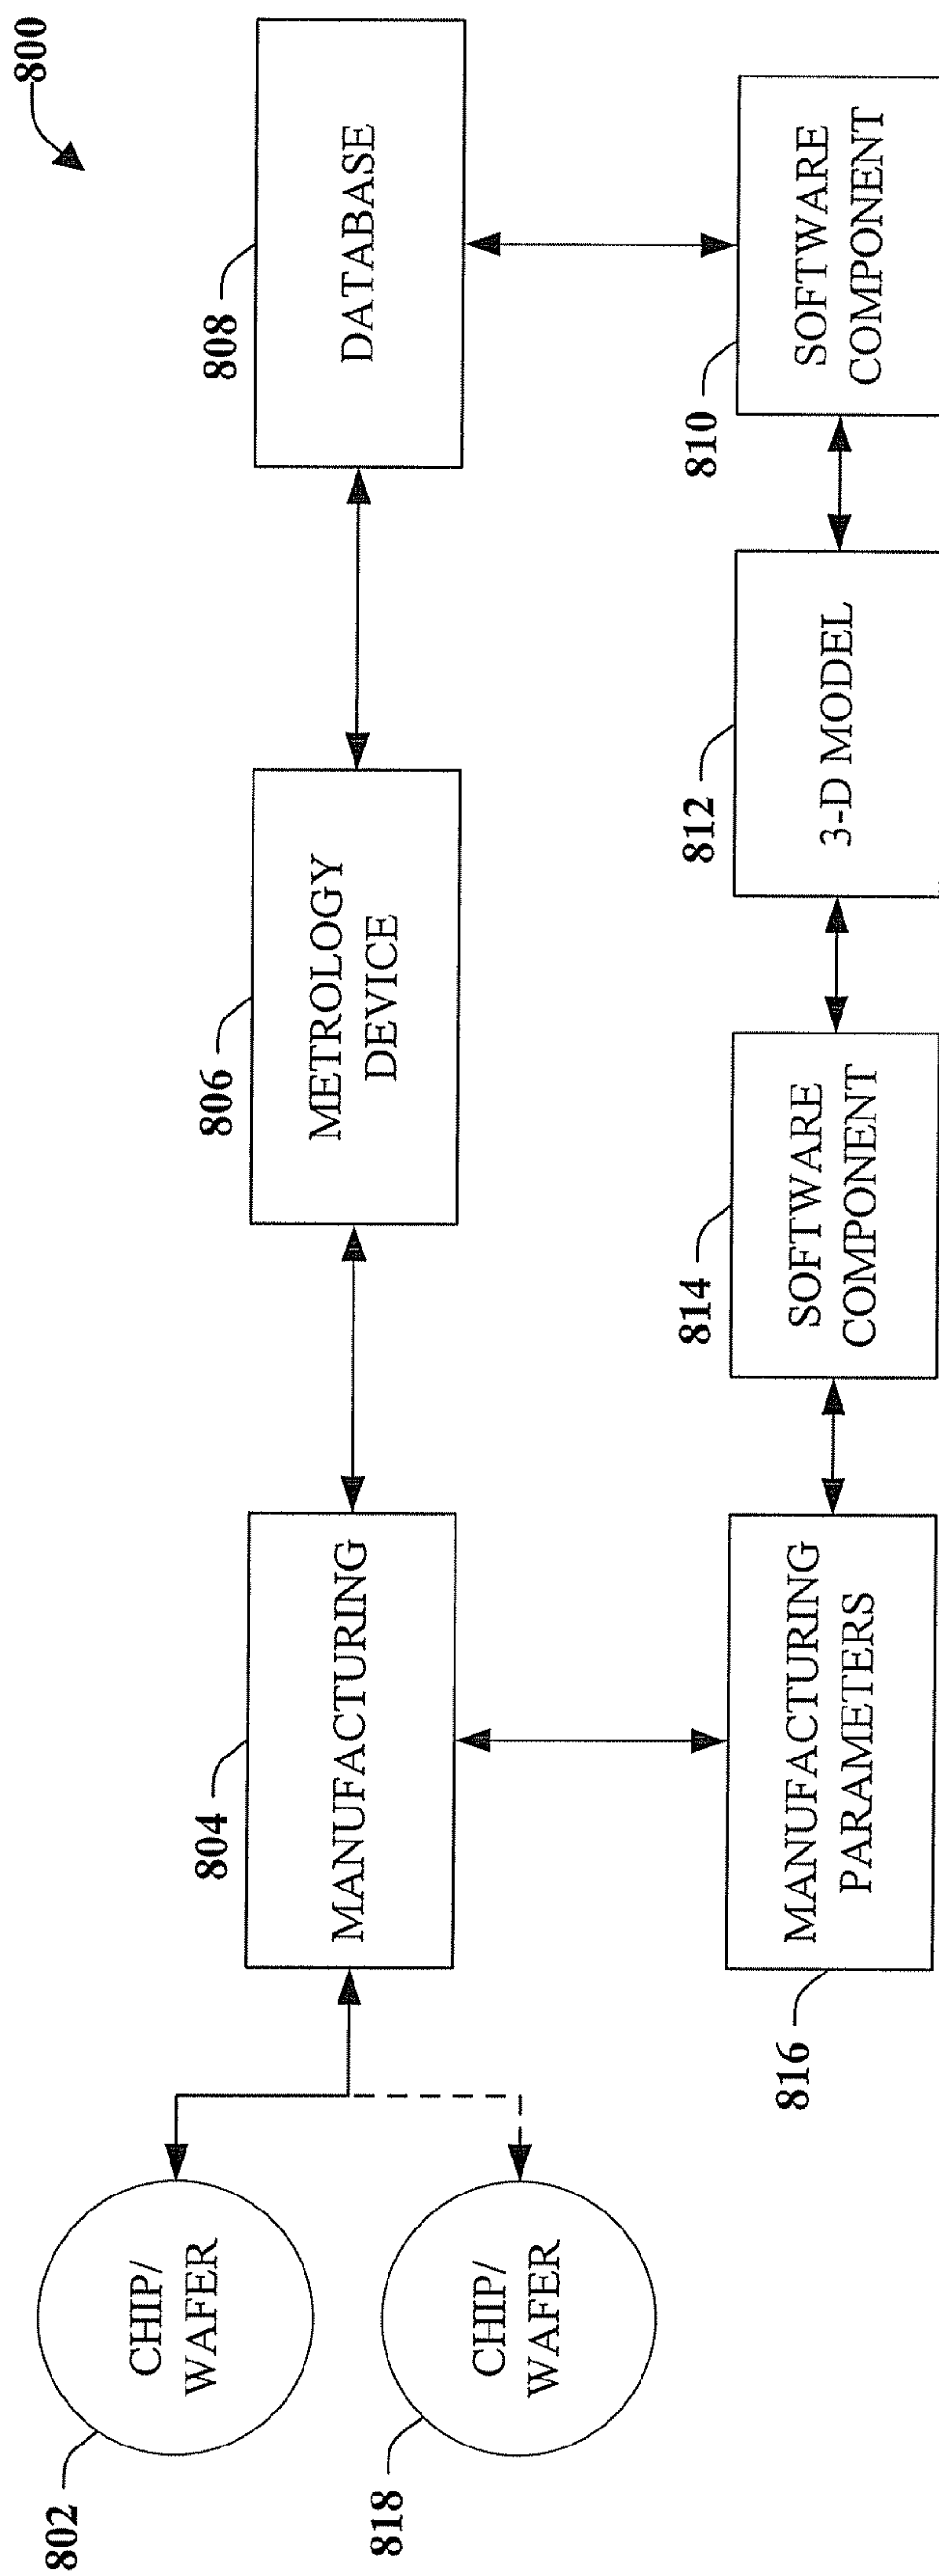 800
802
CHIP/
WAFER
818
CHIP/
WAFER
804
MANUFACTURING
806
METROLOGY
DEVICE
808
DATABASE
816
MANUFACTURING
PARAMETERS
814
SOFTWARE
COMPONENT
812
3-D MODEL
810
SOFTWARE
COMPONENT